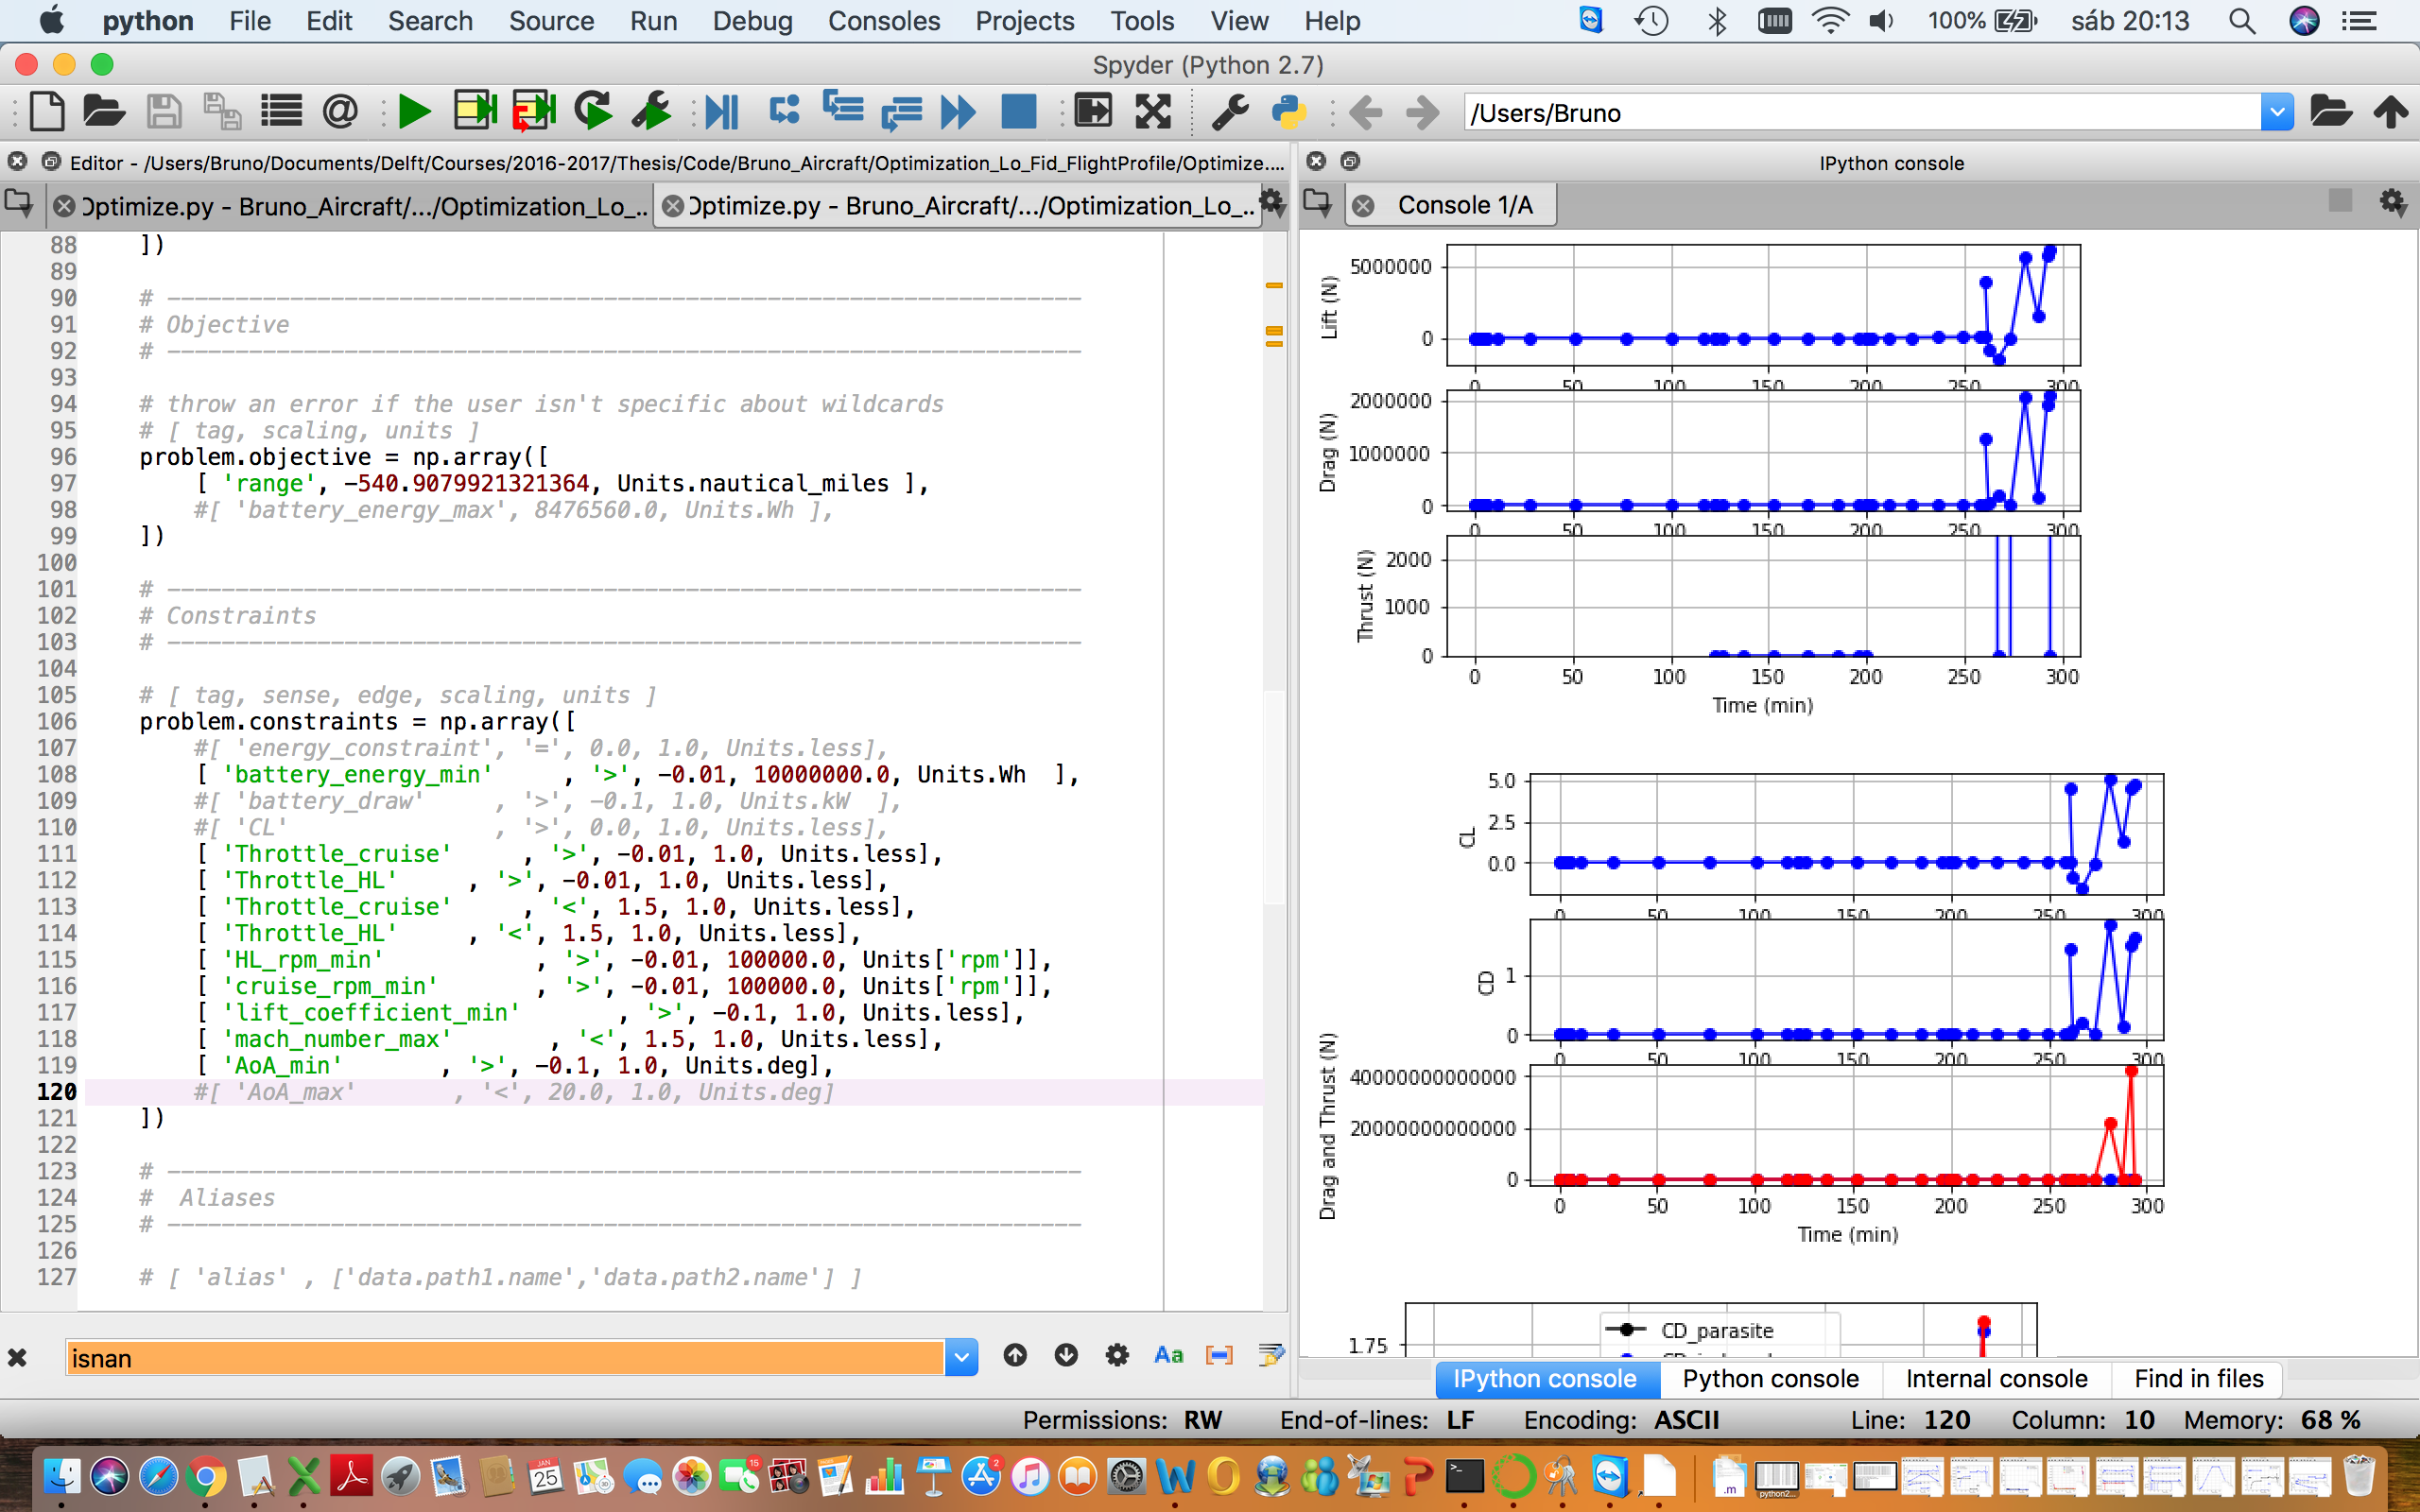 python File Edit Search Source Run Debug Consoles Projects Tools View Help 100% sáb 20:13
Spyder (Python 2.7)
/Users/Bruno
Editor - /Users/Bruno/Documents/Delft/Courses/2016-2017/Thesis/Code/Bruno_Aircraft/Optimization_Lo_Fid_FlightProfile/Optimize....
Optimize.py - Bruno_Aircraft/.../Optimization_Lo_..
Optimize.py - Bruno_Aircraft/.../Optimization_Lo_..
88 ])
89
90 # --------------------------------------------------------------------
91 # Objective
92 # --------------------------------------------------------------------
93
94 # throw an error if the user isn't specific about wildcards
95 # [ tag, scaling, units ]
96 problem.objective = np.array([
97 [ 'range', -540.9079921321364, Units.nautical_miles ],
98 #[ 'battery_energy_max', 8476560.0, Units.Wh ],
99 ])
100
101 # --------------------------------------------------------------------
102 # Constraints
103 # --------------------------------------------------------------------
104
105 # [ tag, sense, edge, scaling, units ]
106 problem.constraints = np.array([
107 #[ 'energy_constraint', '=', 0.0, 1.0, Units.less],
108 [ 'battery_energy_min' , '>', -0.01, 10000000.0, Units.Wh ],
109 #[ 'battery_draw' , '>', -0.1, 1.0, Units.kW ],
110 #[ 'CL' , '>', 0.0, 1.0, Units.less],
111 [ 'Throttle_cruise' , '>', -0.01, 1.0, Units.less],
112 [ 'Throttle_HL' , '>', -0.01, 1.0, Units.less],
113 [ 'Throttle_cruise' , '<', 1.5, 1.0, Units.less],
114 [ 'Throttle_HL' , '<', 1.5, 1.0, Units.less],
115 [ 'HL_rpm_min' , '>', -0.01, 100000.0, Units['rpm']],
116 [ 'cruise_rpm_min' , '>', -0.01, 100000.0, Units['rpm']],
117 [ 'lift_coefficient_min' , '>', -0.1, 1.0, Units.less],
118 [ 'mach_number_max' , '<', 1.5, 1.0, Units.less],
119 [ 'AoA_min' , '>', -0.1, 1.0, Units.deg],
120 #[ 'AoA_max' , '<', 20.0, 1.0, Units.deg]
121 ])
122
123 # --------------------------------------------------------------------
124 # Aliases
125 # --------------------------------------------------------------------
126
127 # [ 'alias' , ['data.path1.name','data.path2.name'] ]
isnan
Aa
IPython console
Console 1/A
Lift (N)
5000000
0
0 50 100 150 200 250 300
Drag (N)
2000000
1000000
0
0 50 100 150 200 250 300
Thrust (N)
2000
1000
0
0 50 100 150 200 250 300
Time (min)
CL
5.0
2.5
0.0
0 50 100 150 200 250 300
CD
1
0
0 50 100 150 200 250 300
Drag and Thrust (N)
40000000000000
20000000000000
0
0 50 100 150 200 250 300
Time (min)
1.75
CD_parasite
IPython console Python console Internal console Find in files
Permissions: RW End-of-lines: LF Encoding: ASCII Line: 120 Column: 10 Memory: 68 %
JAN
25
15
2
.m
python2...